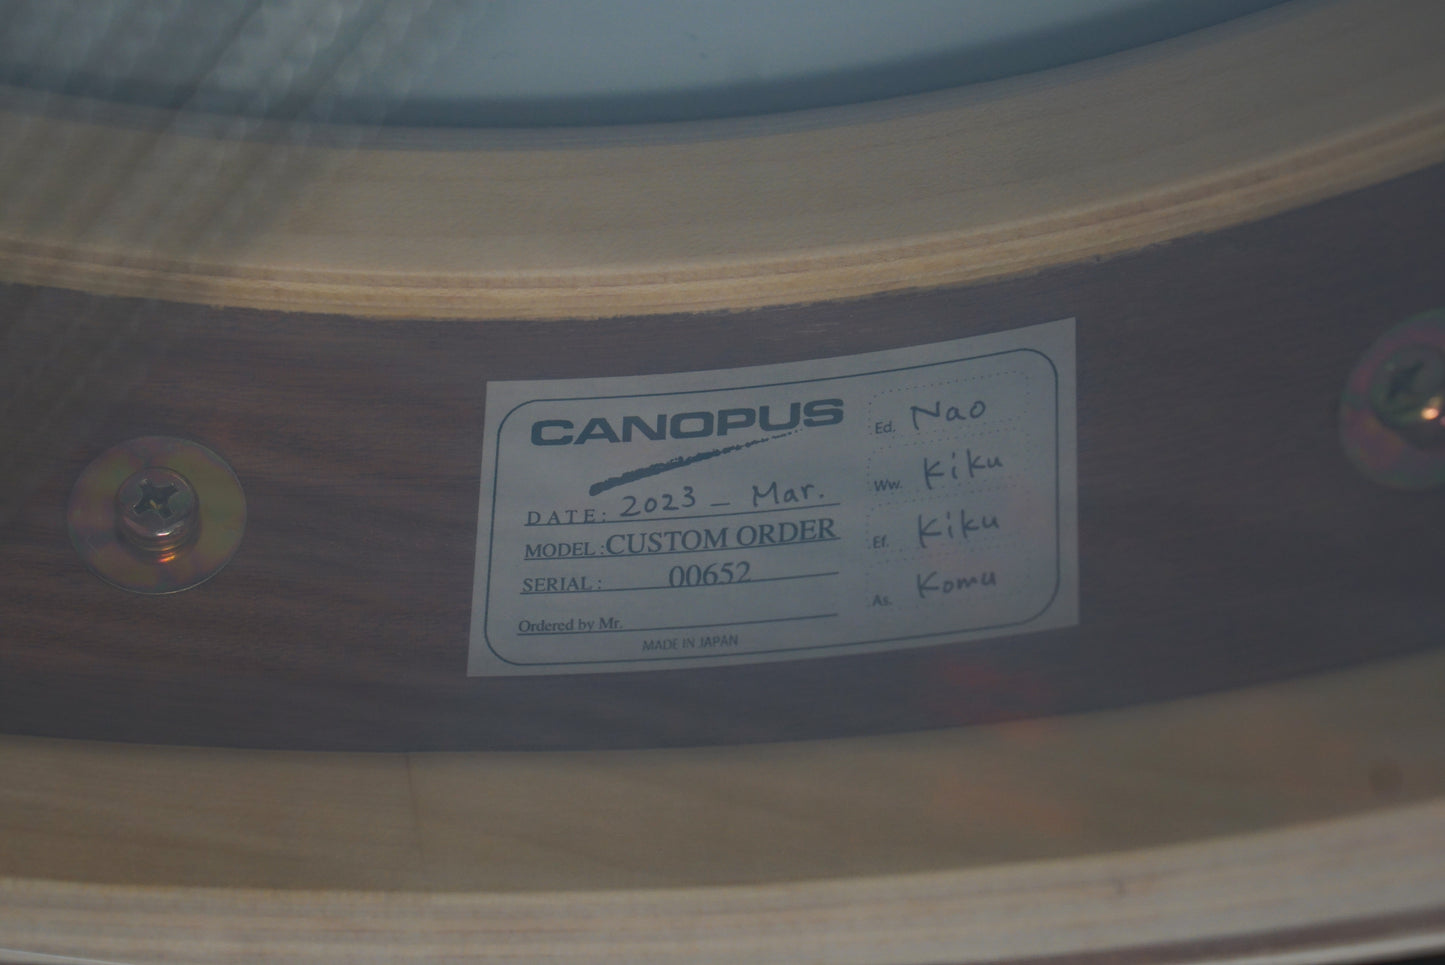 CANOPUS
DATE: 2023 - Mar.
MODEL: CUSTOM ORDER
SERIAL: 00652
Ordered by Mr.
MADE IN JAPAN
Ed. Nao
Ww. Kiku
Ef. Kiku
As. Komu